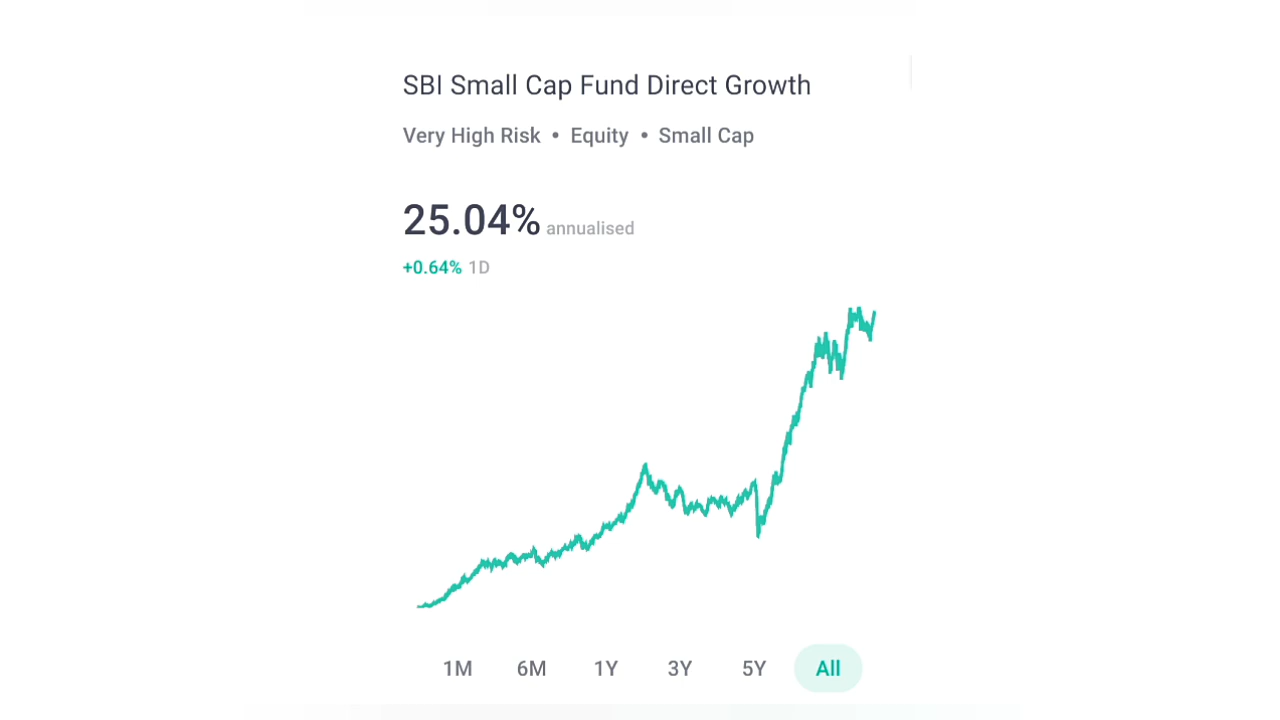 SBI Small Cap Fund Direct Growth
Very High Risk • Equity • Small Cap
25.04% annualised
+0.64% 1D
1M 6M 1Y 3Y 5Y All